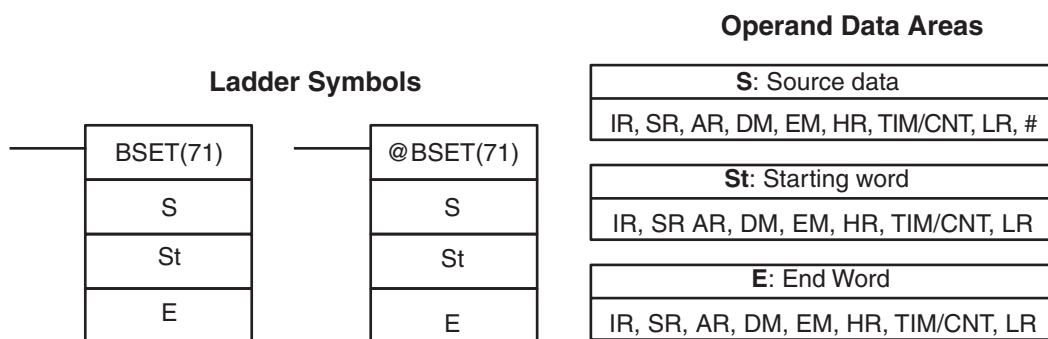 Operand Data Areas
Ladder Symbols
S: Source data
IR, SR, AR, DM, EM, HR, TIM/CNT, LR, #
BSET(71)
@BSET(71)
S
S
St: Starting word
IR, SR AR, DM, EM, HR, TIM/CNT, LR
St
St
E: End Word
E
E
IR, SR, AR, DM, EM, HR, TIM/CNT, LR